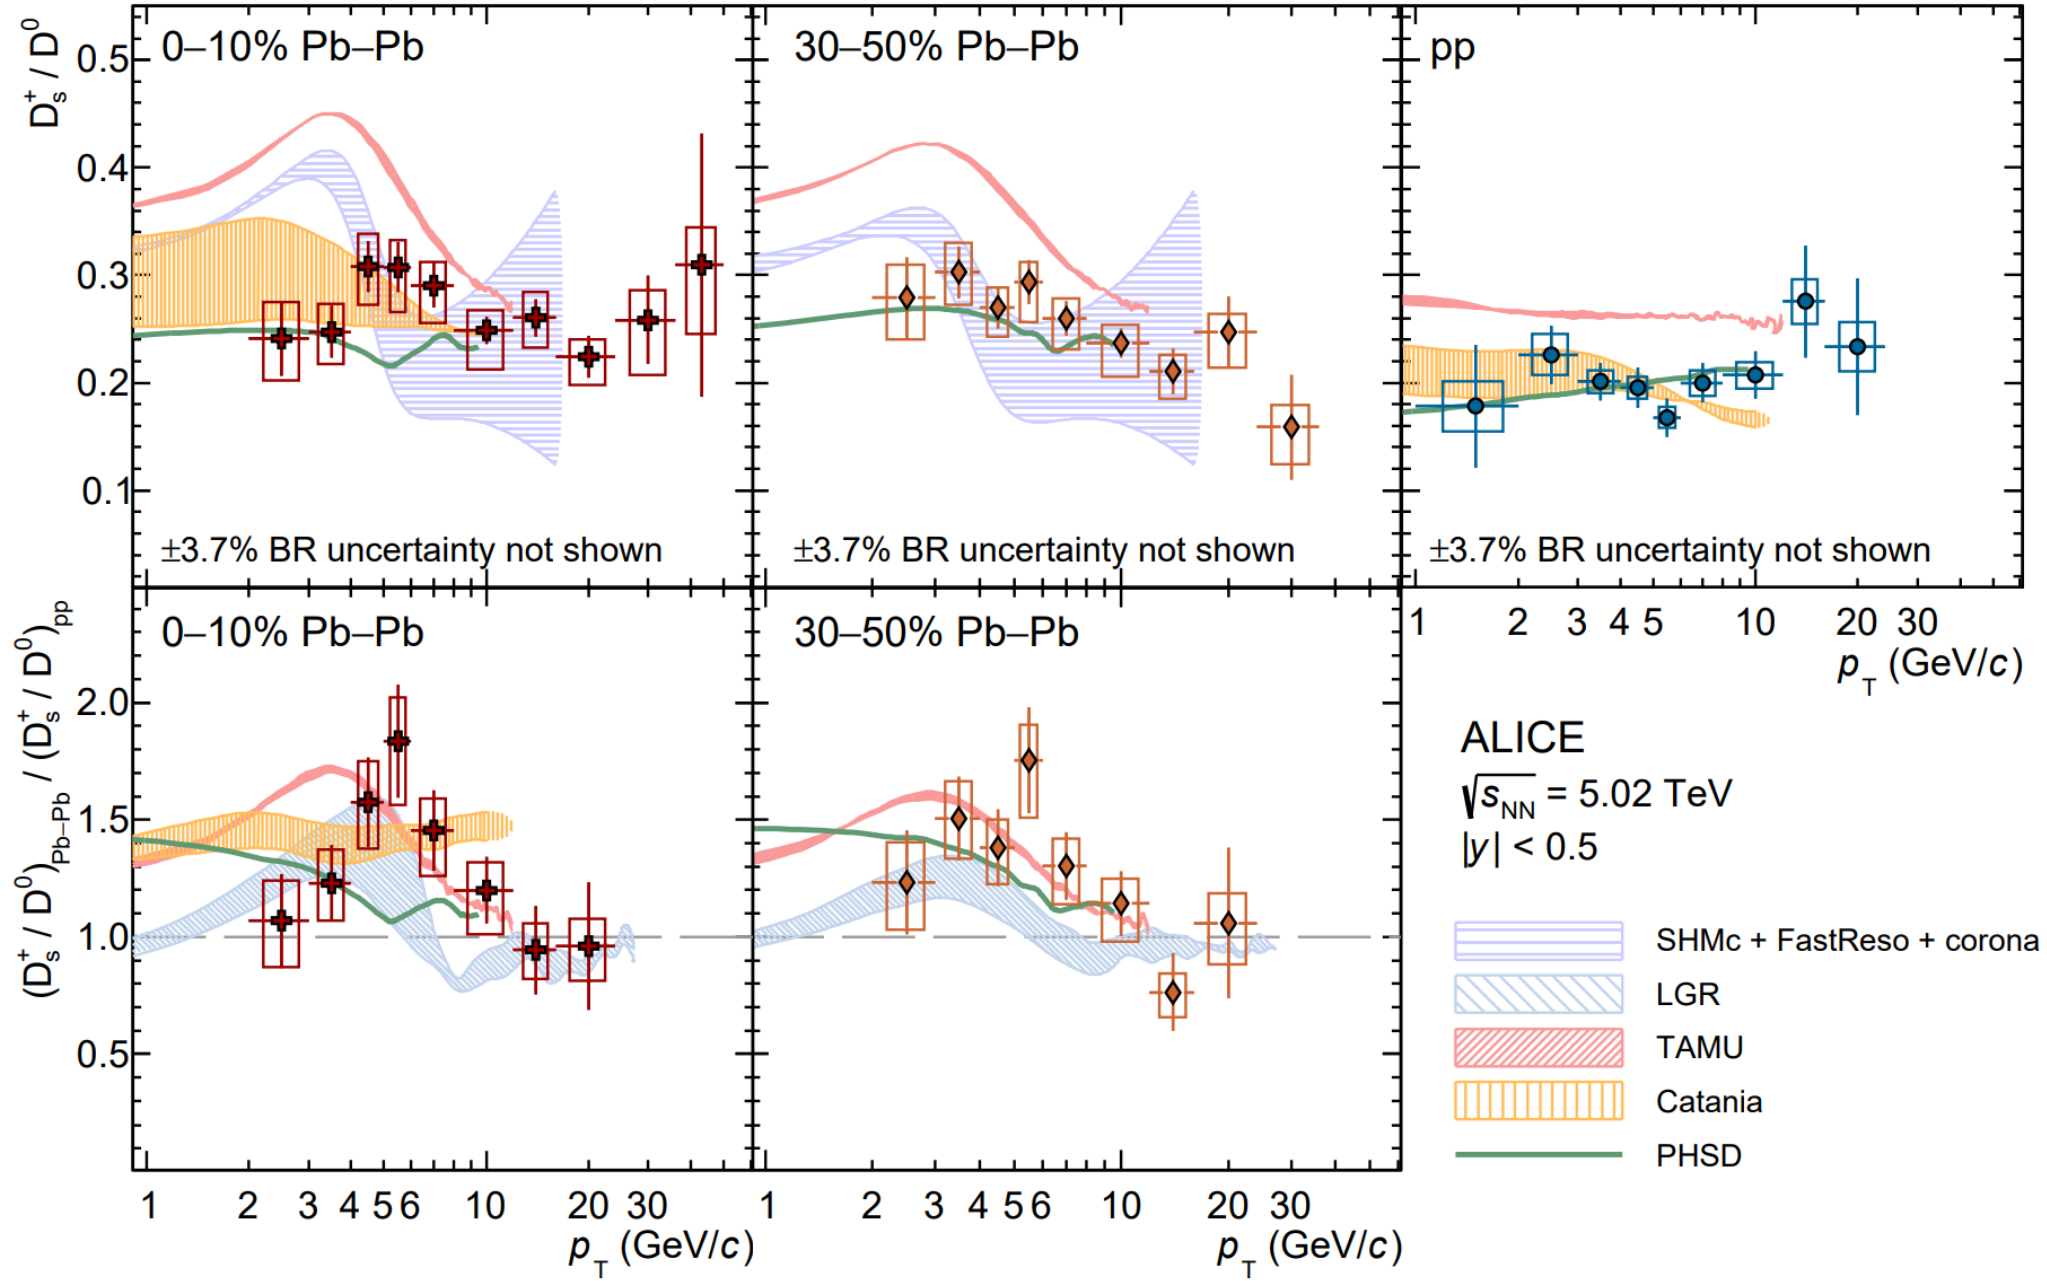 D_s^+ / D^0
0–10% Pb–Pb
30–50% Pb–Pb
pp
0.5
0.4
0.3
0.2
0.1
±3.7% BR uncertainty not shown
±3.7% BR uncertainty not shown
±3.7% BR uncertainty not shown
1 2 3 4 5 10 20 30
p_T (GeV/c)
(D_s^+ / D^0)_Pb–Pb / (D_s^+ / D^0)_pp
0–10% Pb–Pb
30–50% Pb–Pb
2.0
1.5
1.0
0.5
1 2 3 4 5 6 10 20 30
p_T (GeV/c)
1 2 3 4 5 6 10 20 30
p_T (GeV/c)
ALICE
√s_NN = 5.02 TeV
|y| < 0.5
SHMc + FastReso + corona
LGR
TAMU
Catania
PHSD